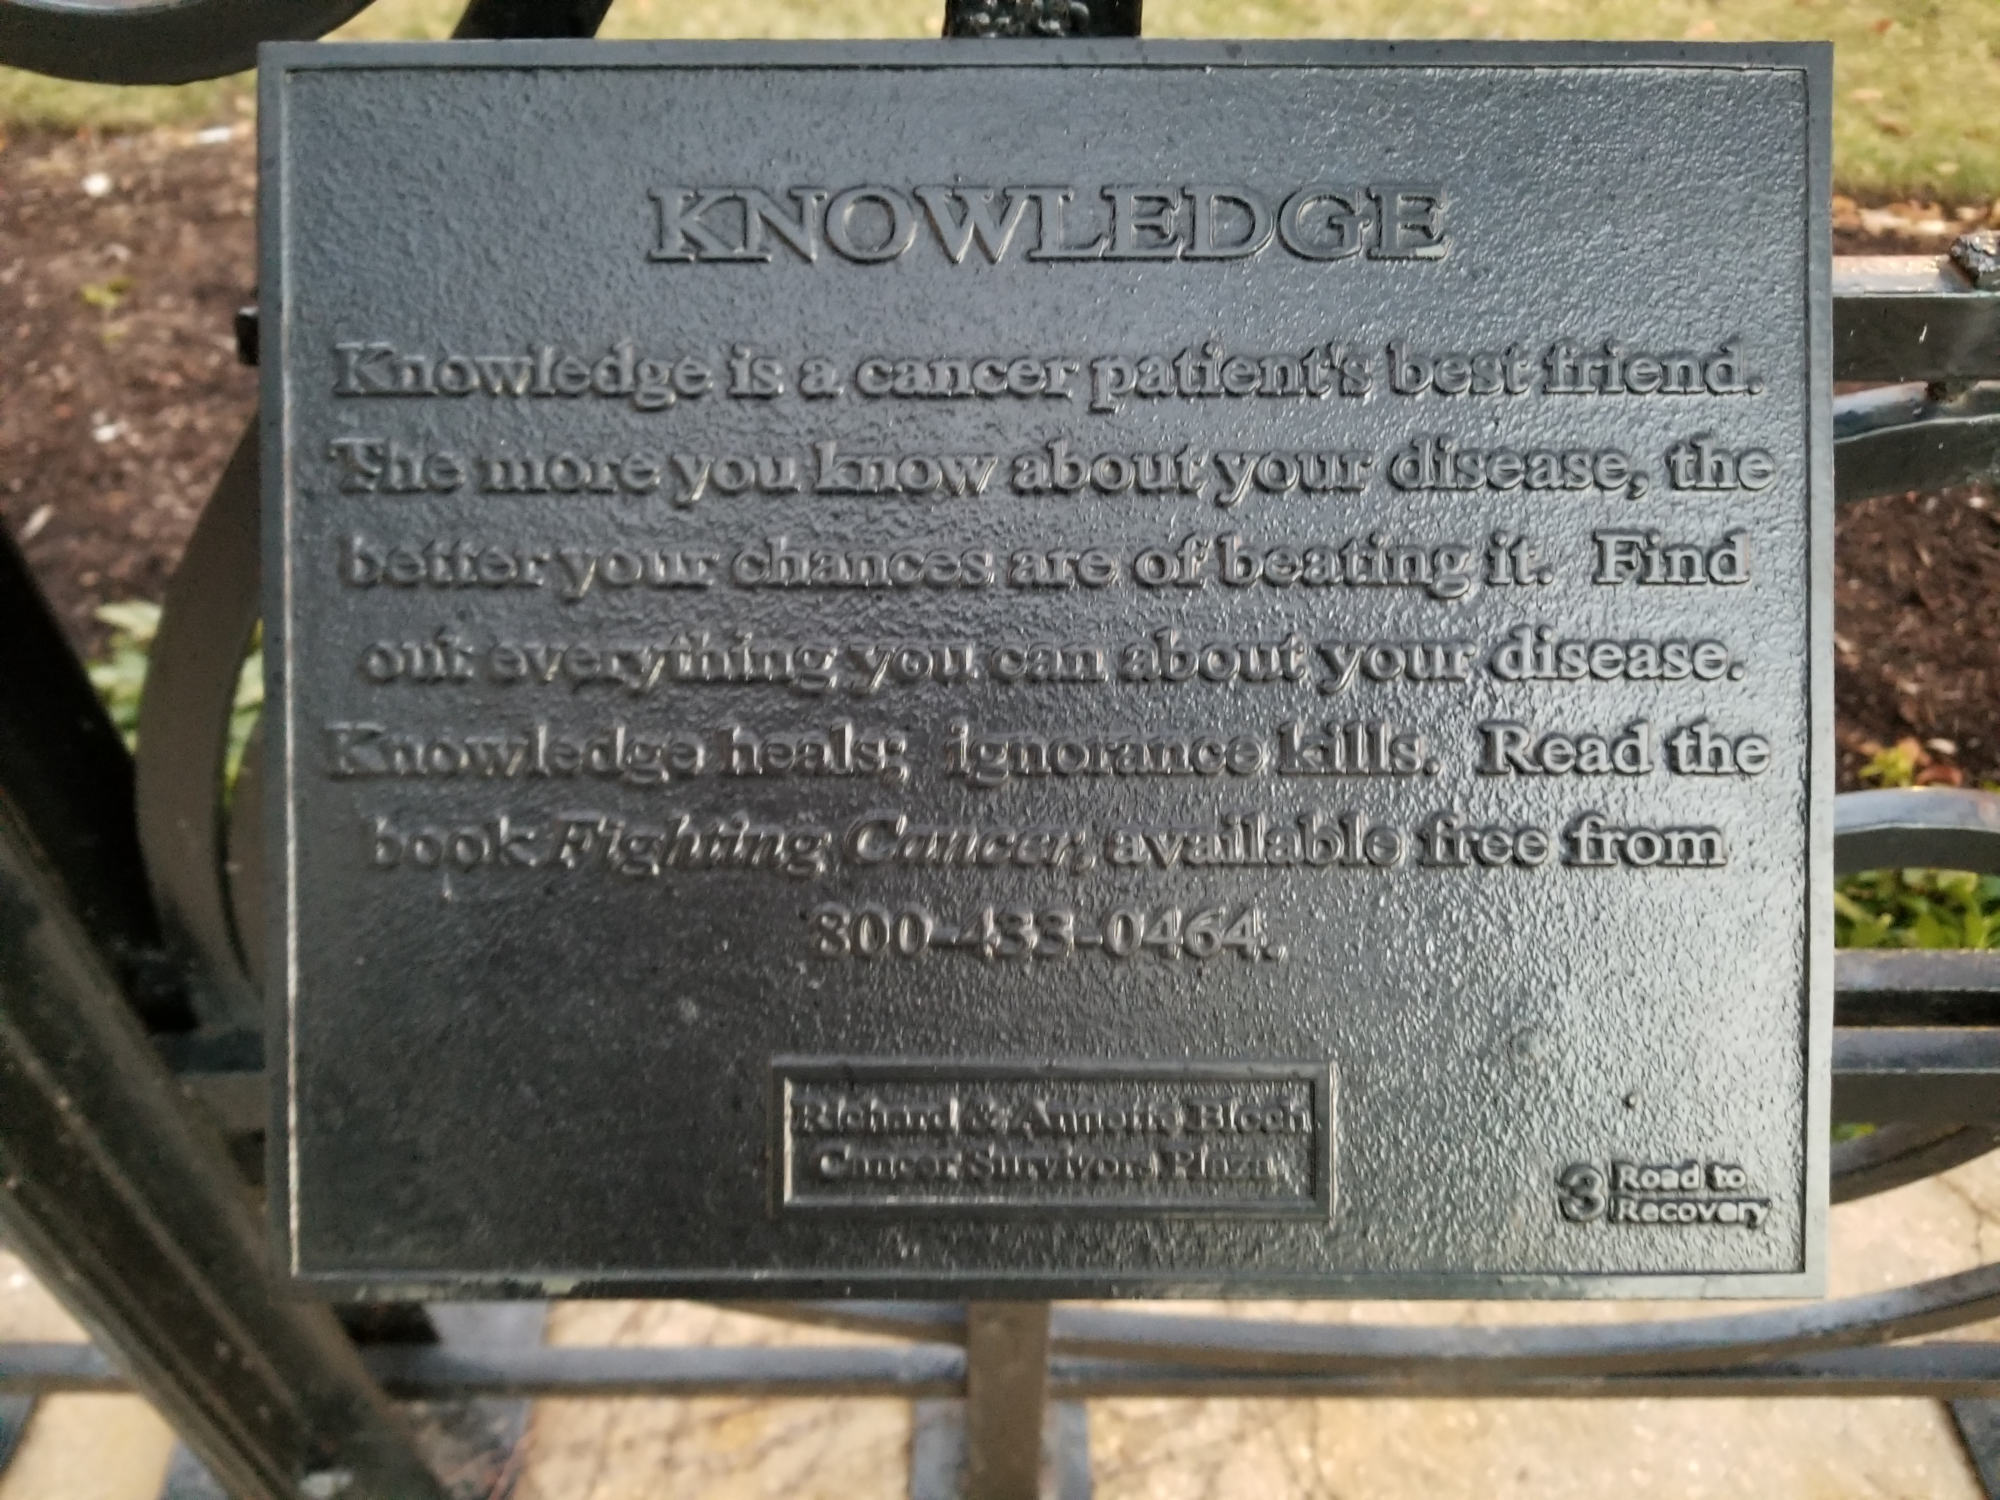 KNOWLEDGE
Knowledge is a cancer patient's best friend.
The more you know about your disease, the
better your chances are of beating it. Find
out everything you can about your disease.
Knowledge heals; ignorance kills. Read the
book Fighting Cancer, available free from
800-433-0464.
Richard & Annette Bloch
Cancer Survivors Plaza
3 Road to
Recovery